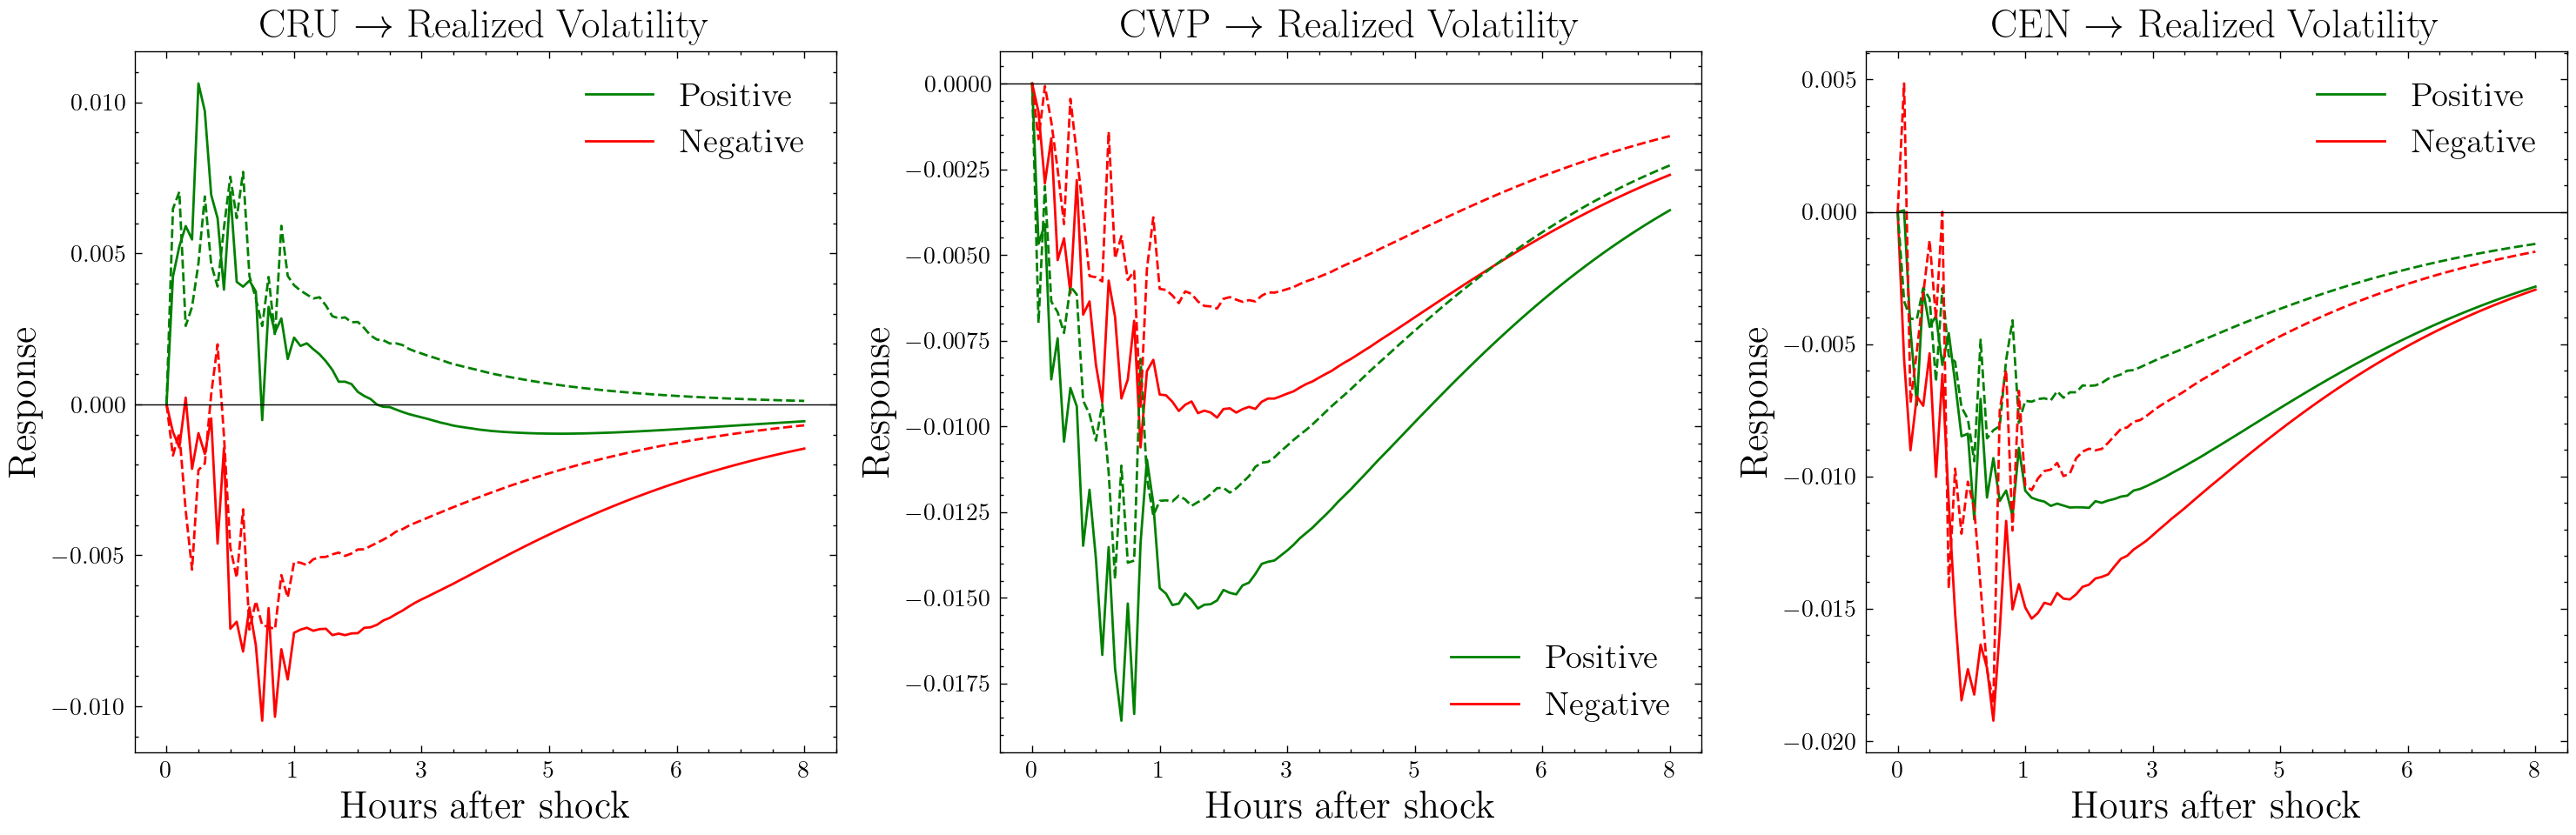 CRU → Realized Volatility
Response
0.010
0.005
0.000
−0.005
−0.010
Positive
Negative
0 1 3 5 6 8
Hours after shock
CWP → Realized Volatility
Response
0.0000
−0.0025
−0.0050
−0.0075
−0.0100
−0.0125
−0.0150
−0.0175
Positive
Negative
0 1 3 5 6 8
Hours after shock
CEN → Realized Volatility
Response
0.005
0.000
−0.005
−0.010
−0.015
−0.020
Positive
Negative
0 1 3 5 6 8
Hours after shock